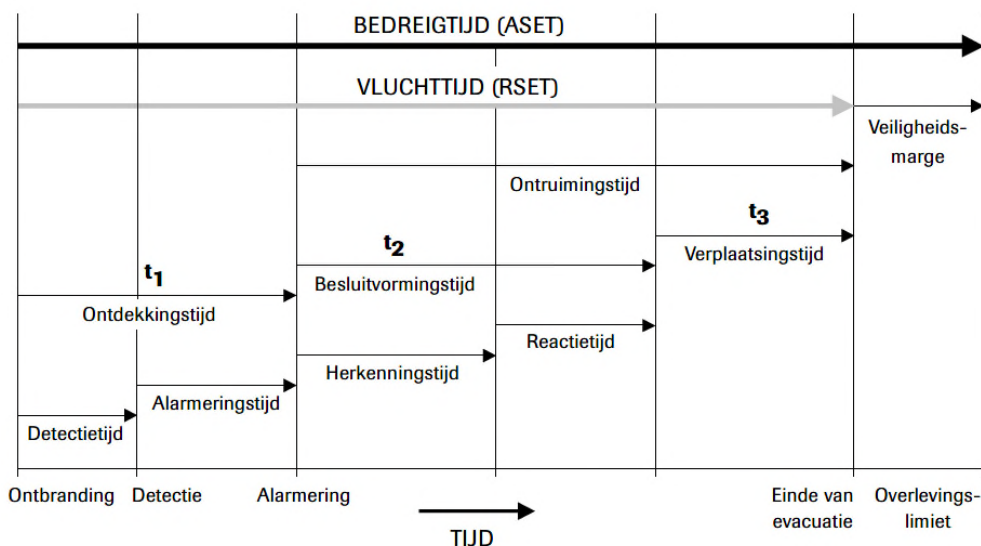 BEDREIGTIJD (ASET)
VLUCHTTIJD (RSET)
Veiligheids-
marge
Ontruimingstijd
t3
Verplaatsingstijd
t2
Besluitvormingstijd
t1
Ontdekkingstijd
Reactietijd
Herkenningstijd
Alarmeringstijd
Detectietijd
Ontbranding
Detectie
Alarmering
Einde van
evacuatie
Overlevings-
limiet
TIJD